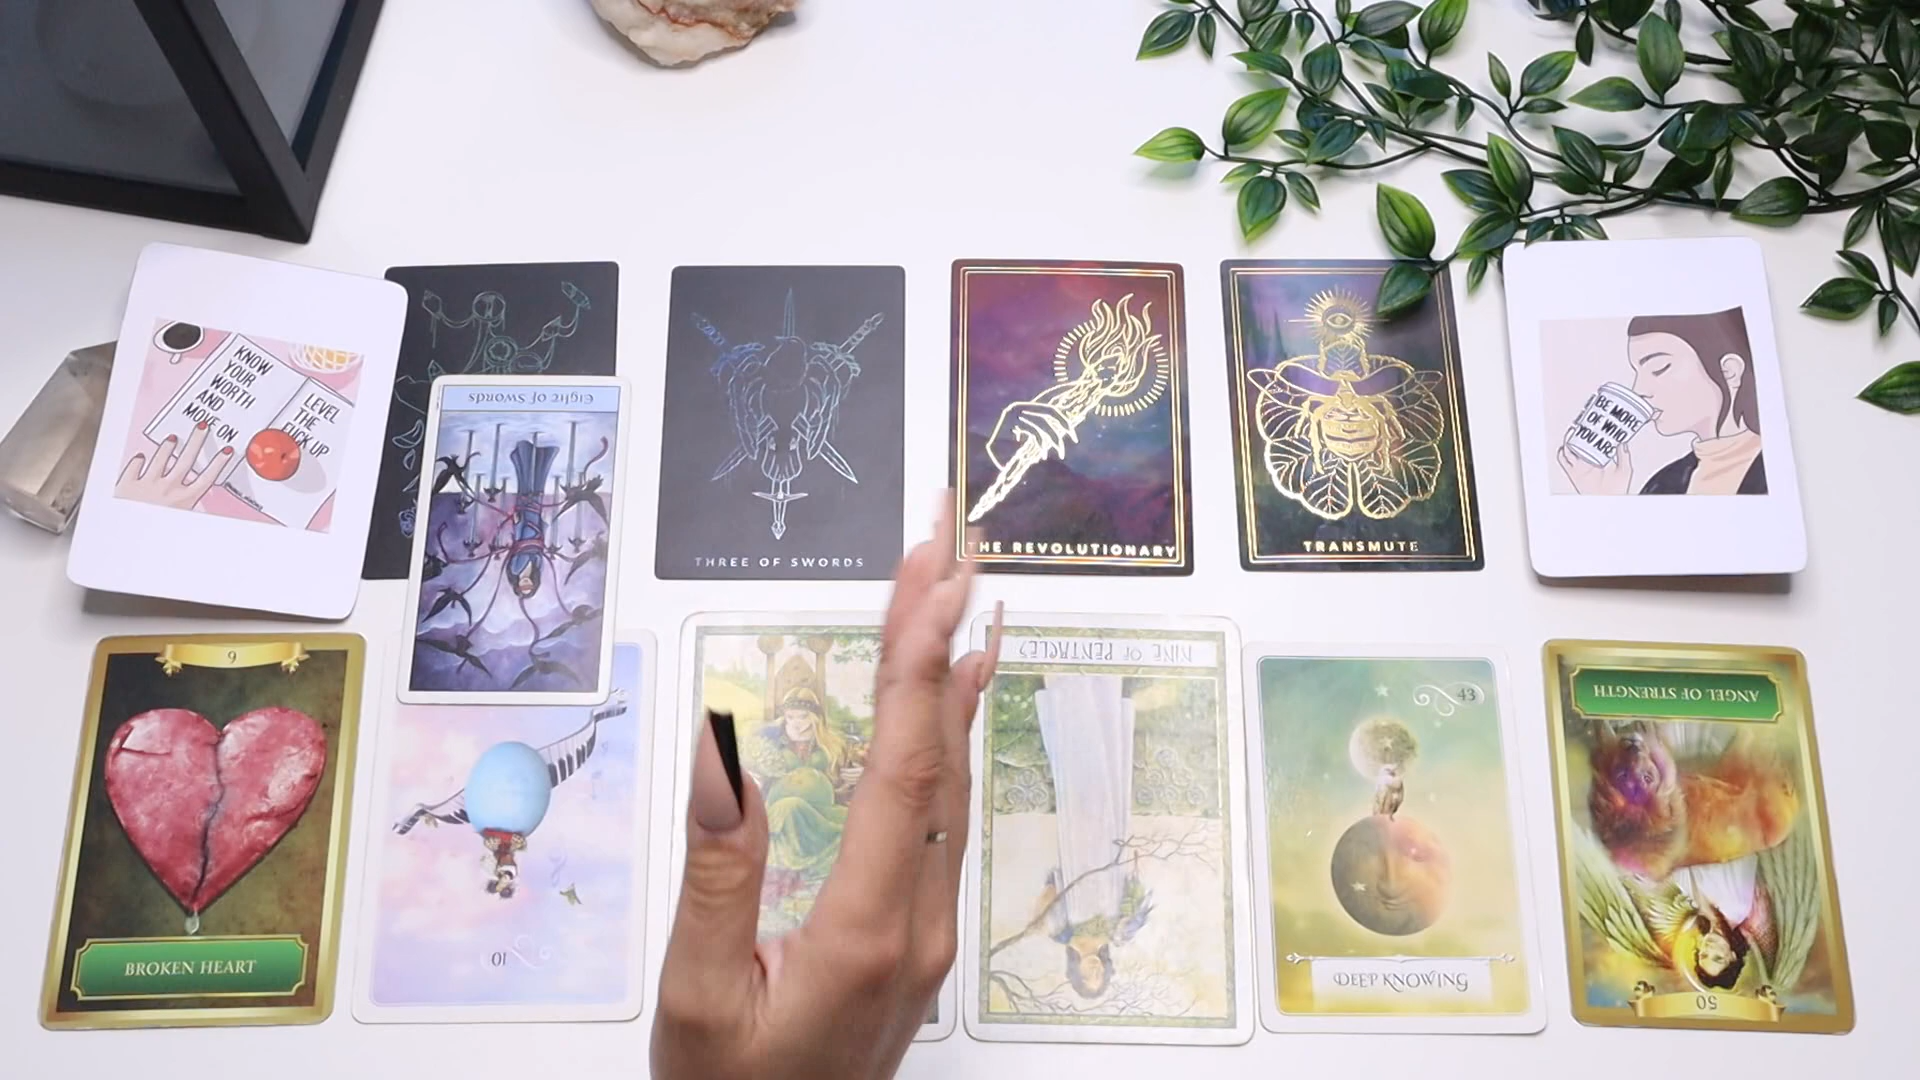 KNOW
YOUR
WORTH
AND
MOVE ON
LEVEL
THE
FUCK UP
Eight of Swords
THREE OF SWORDS
THE REVOLUTIONARY
TRANSMUTE
BE MORE
OF WHO
YOU ARE
6
BROKEN HEART
10
NINE OF PENTACLES
43
DEEP KNOWING
ANGEL OF STRENGTH
50